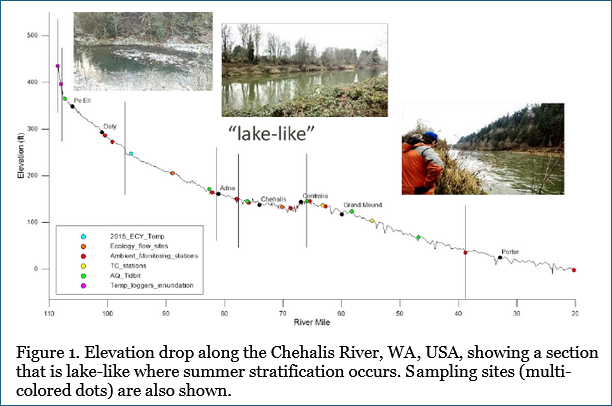 500
400
300
200
100
0
Elevation (ft)
Pe Ell
Doty
Adna
Chehalis
Centralia
Grand Mound
Porter
"lake-like"
2015_ECY_Temp
Ecology_flow_sites
Ambient_Monitoring_stations
TC_stations
AQ_Tidbit
Temp_loggers_innundation
110 100 90 80 70 60 50 40 30 20
River Mile
Figure 1. Elevation drop along the Chehalis River, WA, USA, showing a section
that is lake-like where summer stratification occurs. Sampling sites (multi-
colored dots) are also shown.